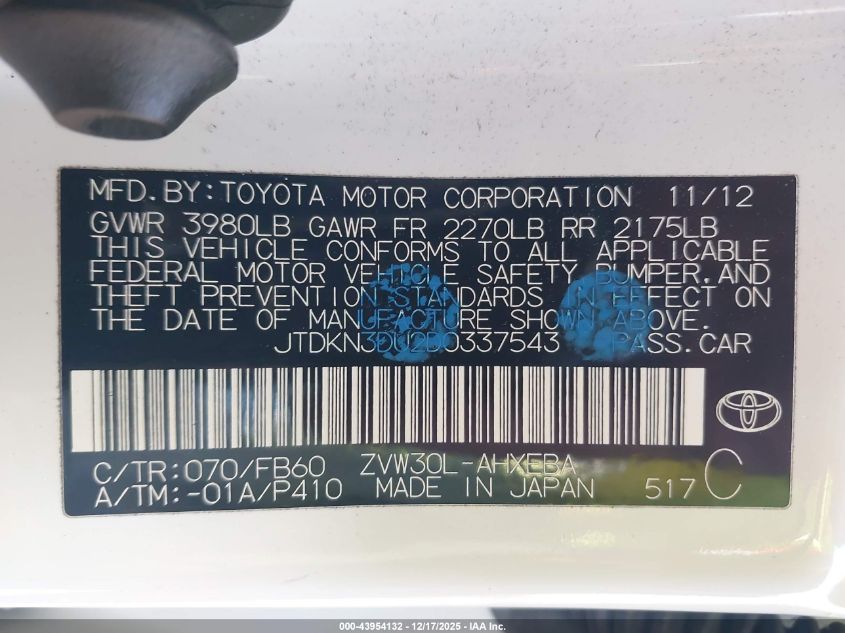 MFD.BY:TOYOTA MOTOR CORPORATION 11/12
GVWR 3980LB GAWR FR 2270LB RR 2175LB
THIS VEHICLE CONFORMS TO ALL APPLICABLE
FEDERAL MOTOR VEHICLE SAFETY BUMPER.AND
THEFT PREVENTION STANDARDS IN EFFECT ON
THE DATE OF MANUFACTURE SHOWN ABOVE.
JTDKN3DU2D0337543 PASS.CAR
C/TR:070/FB60 ZVW30L-AHXEBA
A/TM:-01A/P410 MADE IN JAPAN 517 C
000-43954132 - 12/17/2025 - IAA Inc.